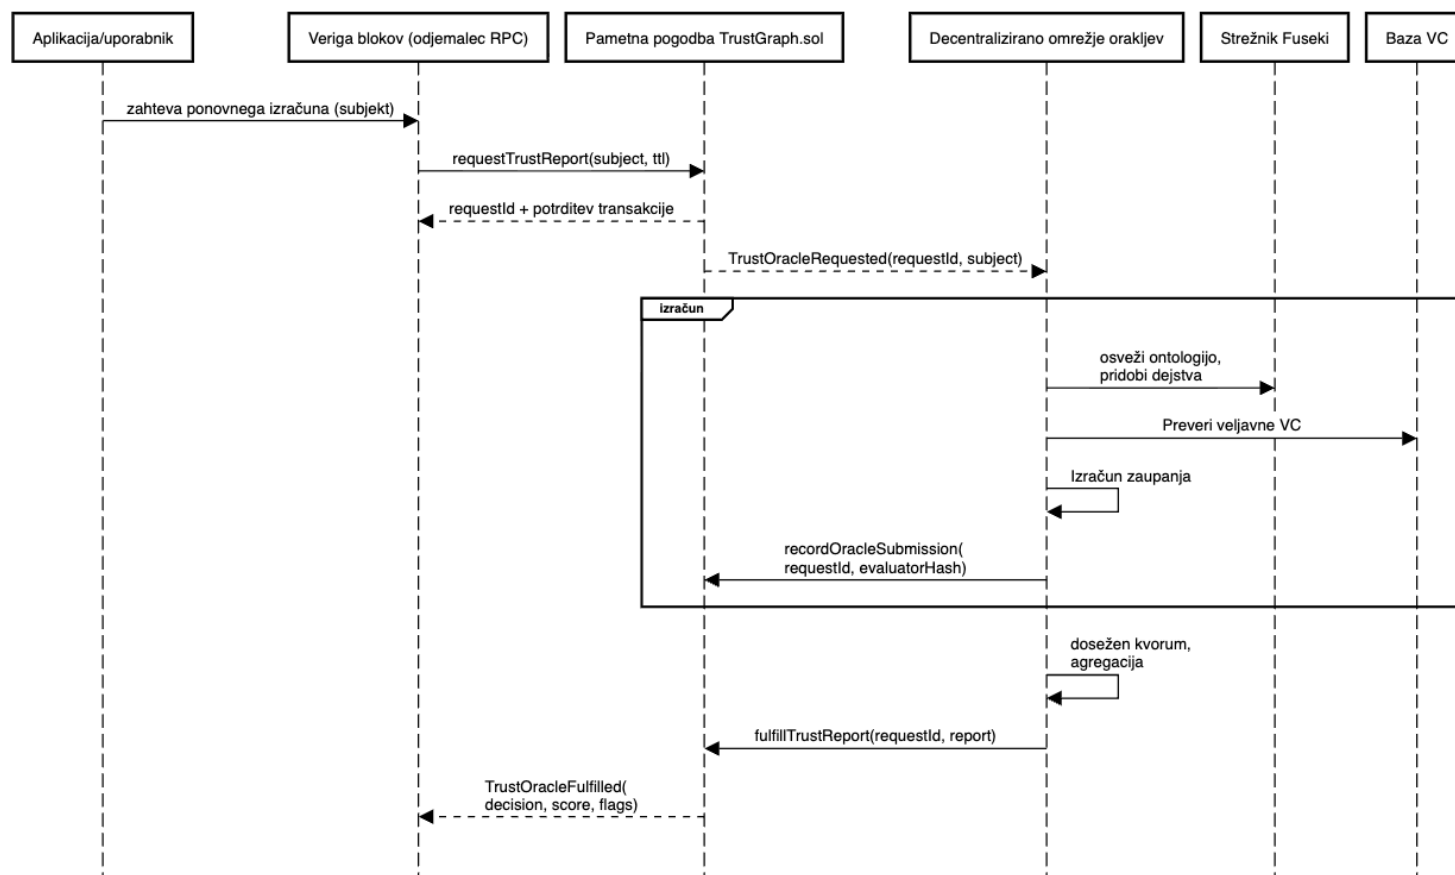 Aplikacija/uporabnik
Veriga blokov (odjemalec RPC)
Pametna pogodba TrustGraph.sol
Decentralizirano omrežje orakljev
Strežnik Fuseki
Baza VC
zahteva ponovnega izračuna (subjekt)
requestTrustReport(subject, ttl)
requestId + potrditev transakcije
TrustOracleRequested(requestId, subject)
izračun
osveži ontologijo,
pridobi dejstva
Preveri veljavne VC
Izračun zaupanja
recordOracleSubmission(
requestId, evaluatorHash)
dosežen kvorum,
agregacija
fulfillTrustReport(requestId, report)
TrustOracleFulfilled(
decision, score, flags)